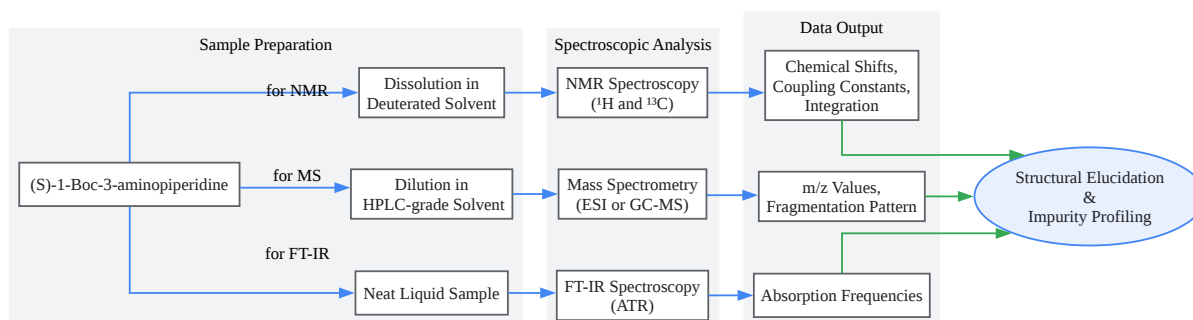 Sample Preparation
Spectroscopic Analysis
Data Output
for NMR
Dissolution in
Deuterated Solvent
NMR Spectroscopy
(¹H and ¹³C)
Chemical Shifts,
Coupling Constants,
Integration
(S)-1-Boc-3-aminopiperidine
for MS
Dilution in
HPLC-grade Solvent
Mass Spectrometry
(ESI or GC-MS)
m/z Values,
Fragmentation Pattern
Structural Elucidation
&
Impurity Profiling
for FT-IR
Neat Liquid Sample
FT-IR Spectroscopy
(ATR)
Absorption Frequencies